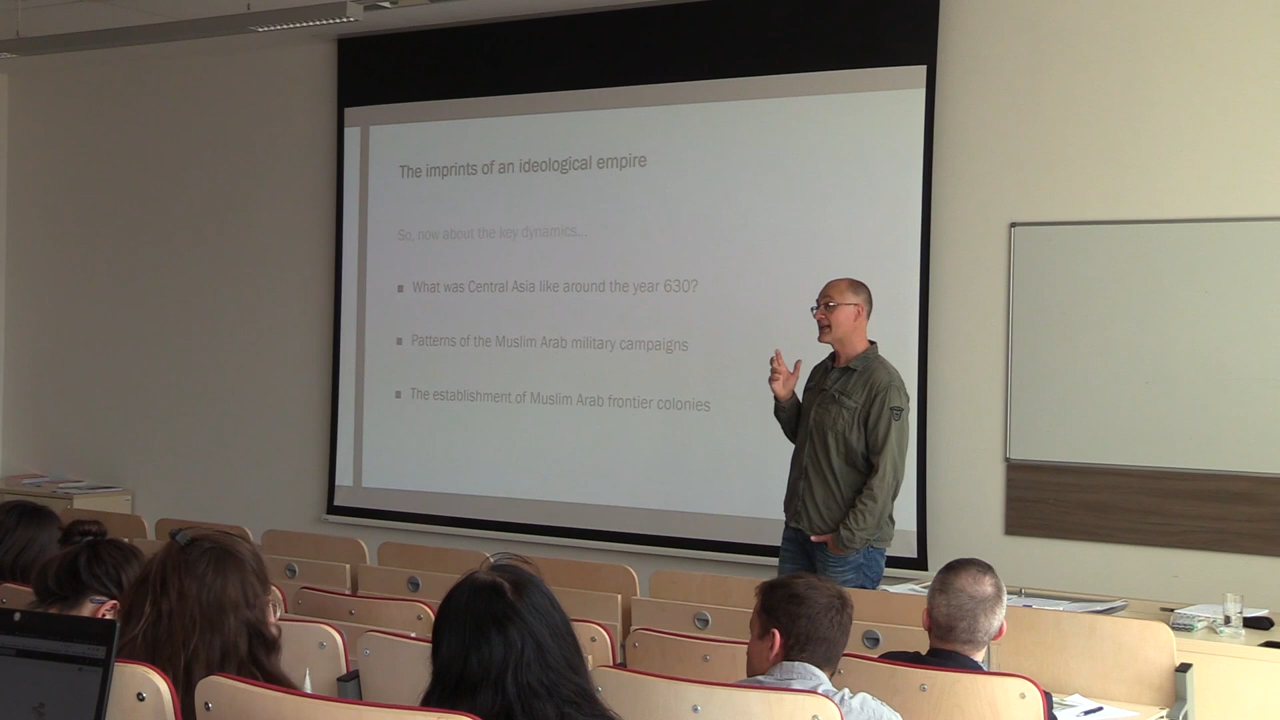 The imprints of an ideological empire
So, now about the key dynamics...
■ What was Central Asia like around the year 630?
■ Patterns of the Muslim Arab military campaigns
■ The establishment of Muslim Arab frontier colonies